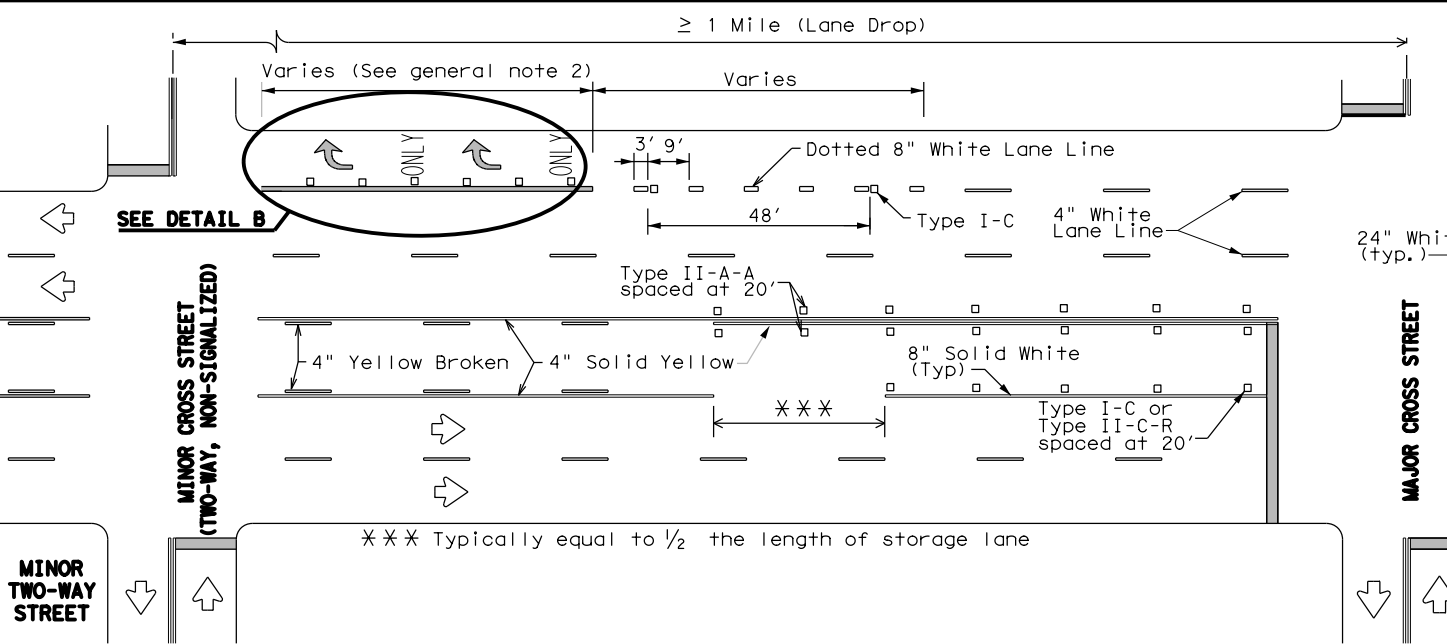 ≥ 1 Mile (Lane Drop)
Varies (See general note 2)
Varies
ONLY
ONLY
3' 9'
Dotted 8" White Lane Line
SEE DETAIL B
48'
Type I-C
4" White
Lane Line
24" Whi
(typ.)
Type II-A-A
spaced at 20'
MINOR CROSS STREET
(TWO-WAY, NON-SIGNALIZED)
4" Yellow Broken
4" Solid Yellow
8" Solid White
(Typ)
***
Type I-C or
Type II-C-R
spaced at 20'
MAJOR CROSS STREET
*** Typically equal to ½ the length of storage lane
MINOR
TWO-WAY
STREET